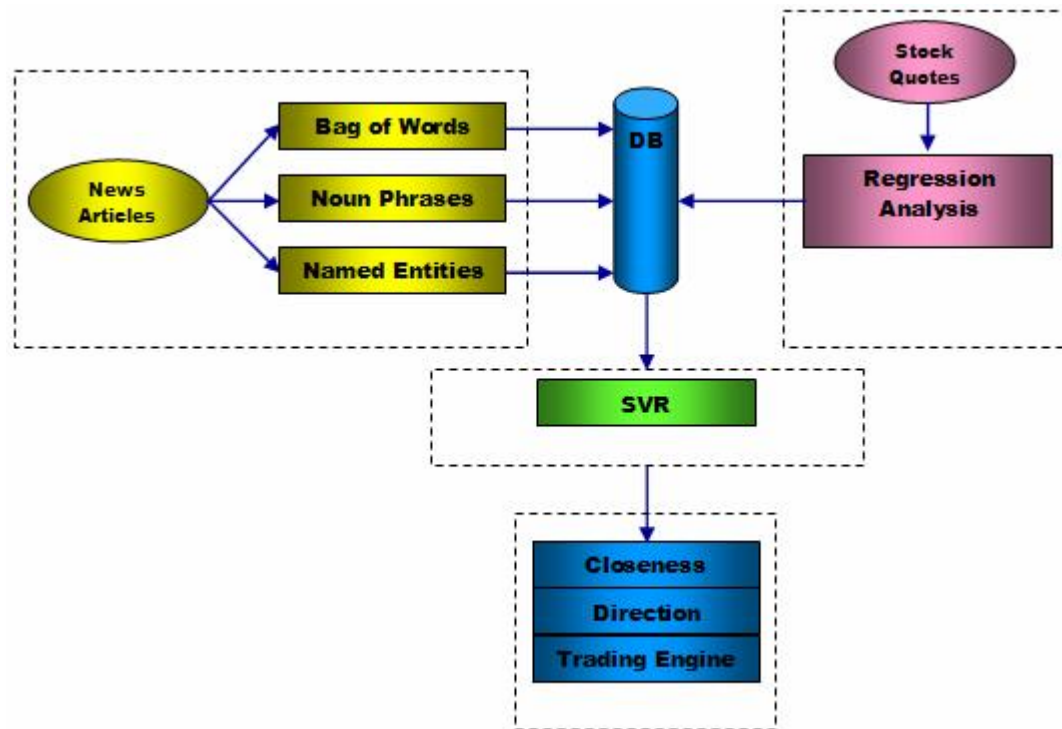 Stock
Quotes
Bag of Words
DB
News
Articles
Noun Phrases
Regression
Analysis
Named Entities
SVR
Closeness
Direction
Trading Engine